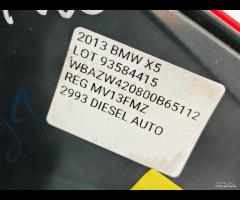 2013 BMW X5
LOT 93584415
WBAZW420800B65112
REG MV13FMZ
2993 DIESEL AUTO